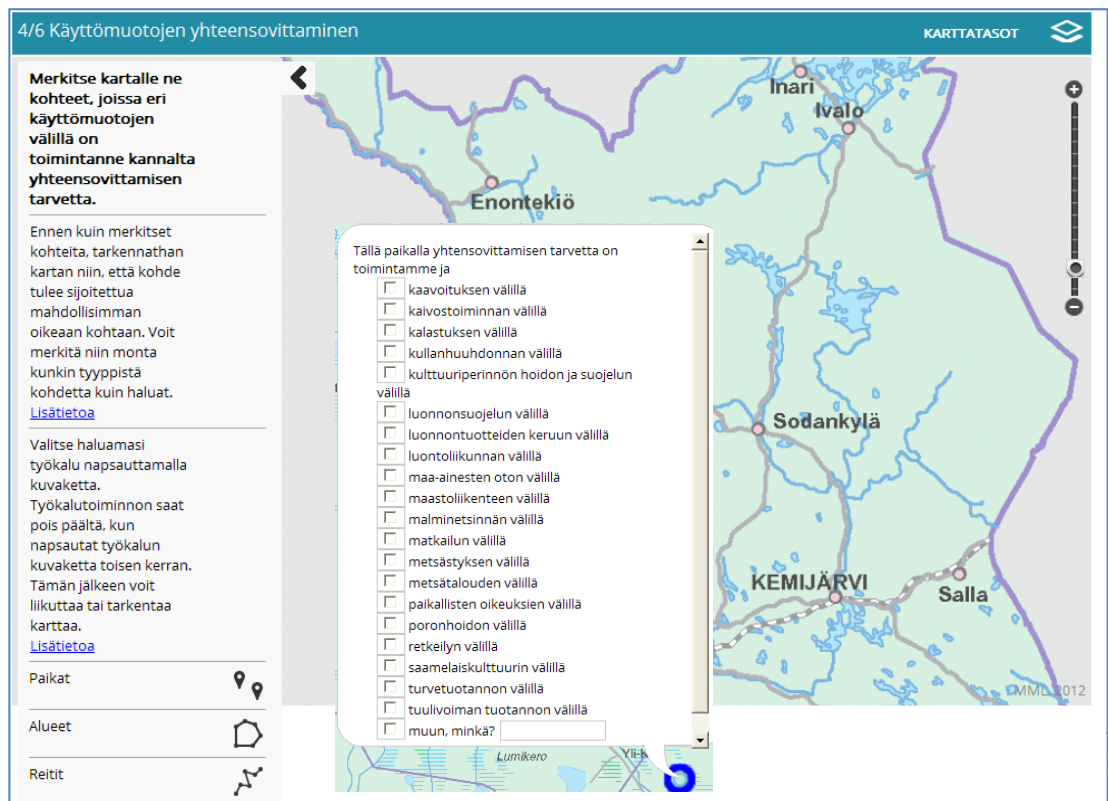 4/6 Käyttömuotojen yhteensovittaminen
KARTTATASOT
Merkitse kartalle ne
kohteet, joissa eri
käyttömuotojen
välillä on
toimintanne kannalta
yhteensovittamisen
tarvetta.
Ennen kuin merkitset
kohteita, tarkennathan
kartan niin, että kohde
tulee sijoitettua
mahdollisimman
oikeaan kohtaan. Voit
merkitä niin monta
kunkin tyyppistä
kohdetta kuin haluat.
Lisätietoa
Valitse haluamasi
työkalu napsauttamalla
kuvaketta.
Työkalutoiminnon saat
pois päältä, kun
napsautat työkalun
kuvaketta toisen kerran.
Tämän jälkeen voit
liikuttaa tai tarkentaa
karttaa.
Lisätietoa
Paikat
Alueet
Reitit
Inari
Ivalo
Enontekiö
Sodankylä
KEMIJÄRVI
Salla
MML 2012
Tällä paikalla yhtensovittamisen tarvetta on
toimintamme ja
kaavoituksen välillä
kaivostoiminnan välillä
kalastuksen välillä
kullanhuuhdonnan välillä
kulttuuriperinnön hoidon ja suojelun
välillä
luonnonsuojelun välillä
luonnontuotteiden keruun välillä
luontoliikunnan välillä
maa-ainesten oton välillä
maastoliikenteen välillä
malminetsinnän välillä
matkailun välillä
metsästyksen välillä
metsätalouden välillä
paikallisten oikeuksien välillä
poronhoidon välillä
retkeilyn välillä
saamelaiskulttuurin välillä
turvetuotannon välillä
tuulivoiman tuotannon välillä
muun, minkä?
Lumikero